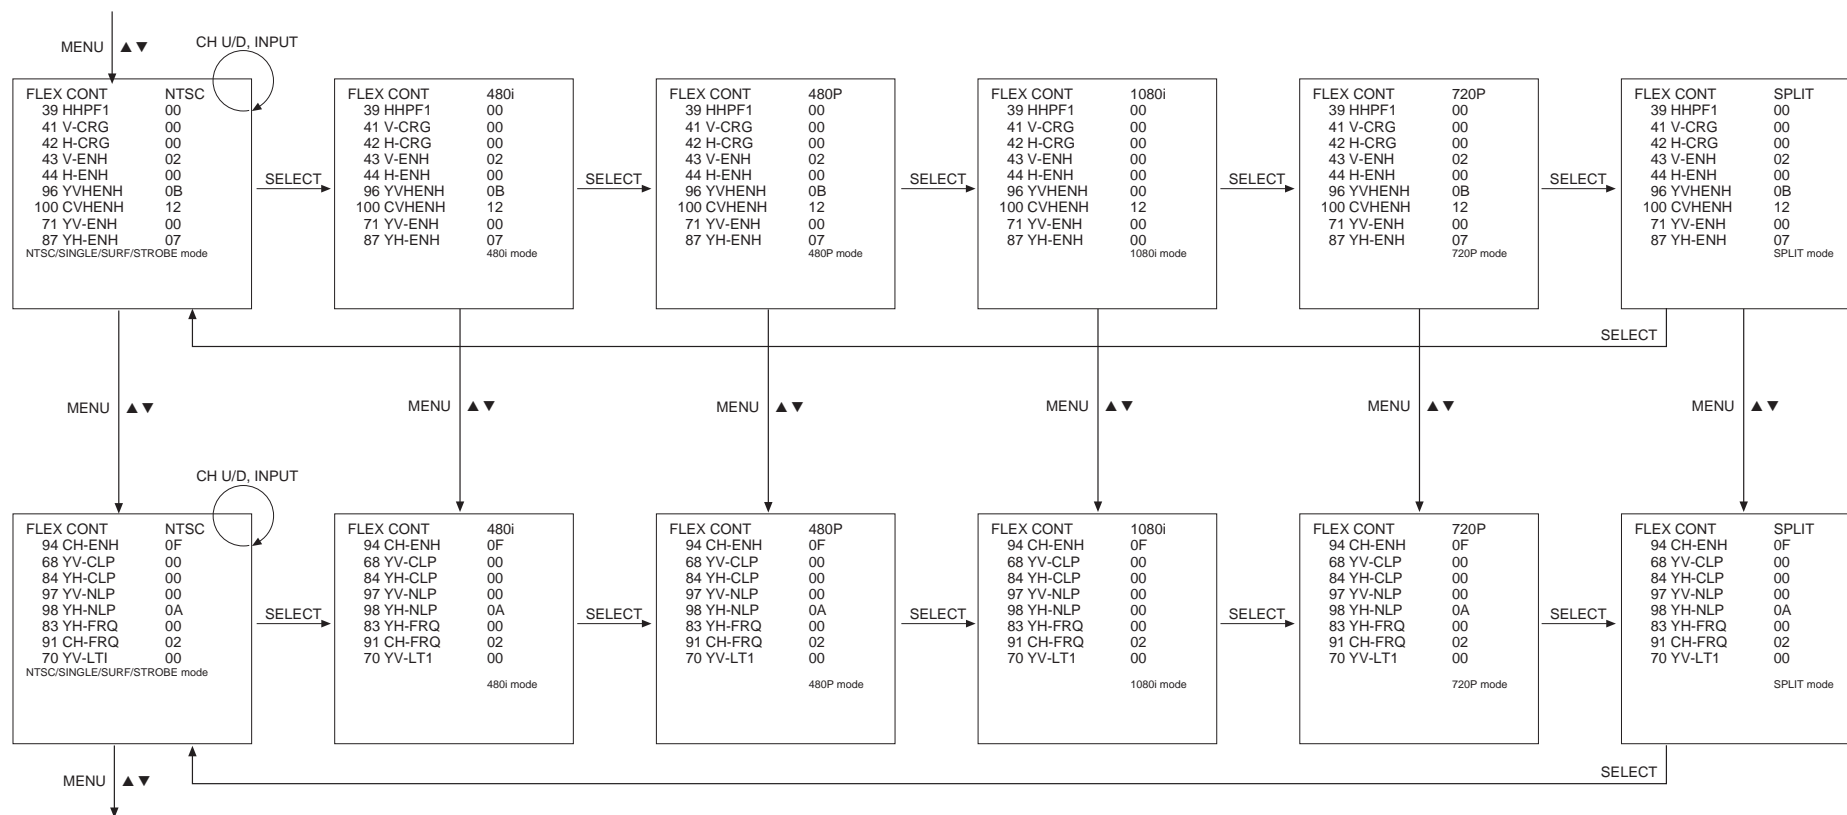 MENU ▲ ▼
CH U/D, INPUT
FLEX CONT NTSC
39 HHPF1 00
41 V-CRG 00
42 H-CRG 00
43 V-ENH 02
44 H-ENH 00
96 YVHENH 0B
100 CVHENH 12
71 YV-ENH 00
87 YH-ENH 07
NTSC/SINGLE/SURF/STROBE mode
SELECT
FLEX CONT 480i
39 HHPF1 00
41 V-CRG 00
42 H-CRG 00
43 V-ENH 02
44 H-ENH 00
96 YVHENH 0B
100 CVHENH 12
71 YV-ENH 00
87 YH-ENH 07
480i mode
SELECT
FLEX CONT 480P
39 HHPF1 00
41 V-CRG 00
42 H-CRG 00
43 V-ENH 02
44 H-ENH 00
96 YVHENH 0B
100 CVHENH 12
71 YV-ENH 00
87 YH-ENH 07
480P mode
SELECT
FLEX CONT 1080i
39 HHPF1 00
41 V-CRG 00
42 H-CRG 00
43 V-ENH 00
44 H-ENH 00
96 YVHENH 00
100 CVHENH 12
71 YV-ENH 00
87 YH-ENH 00
1080i mode
SELECT
FLEX CONT 720P
39 HHPF1 00
41 V-CRG 00
42 H-CRG 00
43 V-ENH 02
44 H-ENH 00
96 YVHENH 0B
100 CVHENH 12
71 YV-ENH 00
87 YH-ENH 07
720P mode
SELECT
FLEX CONT SPLIT
39 HHPF1 00
41 V-CRG 00
42 H-CRG 00
43 V-ENH 02
44 H-ENH 00
96 YVHENH 0B
100 CVHENH 12
71 YV-ENH 00
87 YH-ENH 07
SPLIT mode
SELECT
MENU ▲ ▼
MENU ▲ ▼
MENU ▲ ▼
MENU ▲ ▼
MENU ▲ ▼
MENU ▲ ▼
CH U/D, INPUT
FLEX CONT NTSC
94 CH-ENH 0F
68 YV-CLP 00
84 YH-CLP 00
97 YV-NLP 00
98 YH-NLP 0A
83 YH-FRQ 00
91 CH-FRQ 02
70 YV-LTI 00
NTSC/SINGLE/SURF/STROBE mode
SELECT
FLEX CONT 480i
94 CH-ENH 0F
68 YV-CLP 00
84 YH-CLP 00
97 YV-NLP 00
98 YH-NLP 0A
83 YH-FRQ 00
91 CH-FRQ 02
70 YV-LT1 00
480i mode
SELECT
FLEX CONT 480P
94 CH-ENH 0F
68 YV-CLP 00
84 YH-CLP 00
97 YV-NLP 00
98 YH-NLP 0A
83 YH-FRQ 00
91 CH-FRQ 02
70 YV-LT1 00
480P mode
SELECT
FLEX CONT 1080i
94 CH-ENH 0F
68 YV-CLP 00
84 YH-CLP 00
97 YV-NLP 00
98 YH-NLP 00
83 YH-FRQ 00
91 CH-FRQ 02
70 YV-LT1 00
1080i mode
SELECT
FLEX CONT 720P
94 CH-ENH 0F
68 YV-CLP 00
84 YH-CLP 00
97 YV-NLP 00
98 YH-NLP 0A
83 YH-FRQ 00
91 CH-FRQ 02
70 YV-LT1 00
720P mode
SELECT
FLEX CONT SPLIT
94 CH-ENH 0F
68 YV-CLP 00
84 YH-CLP 00
97 YV-NLP 00
98 YH-NLP 0A
83 YH-FRQ 00
91 CH-FRQ 02
70 YV-LT1 00
SPLIT mode
SELECT
MENU ▲ ▼